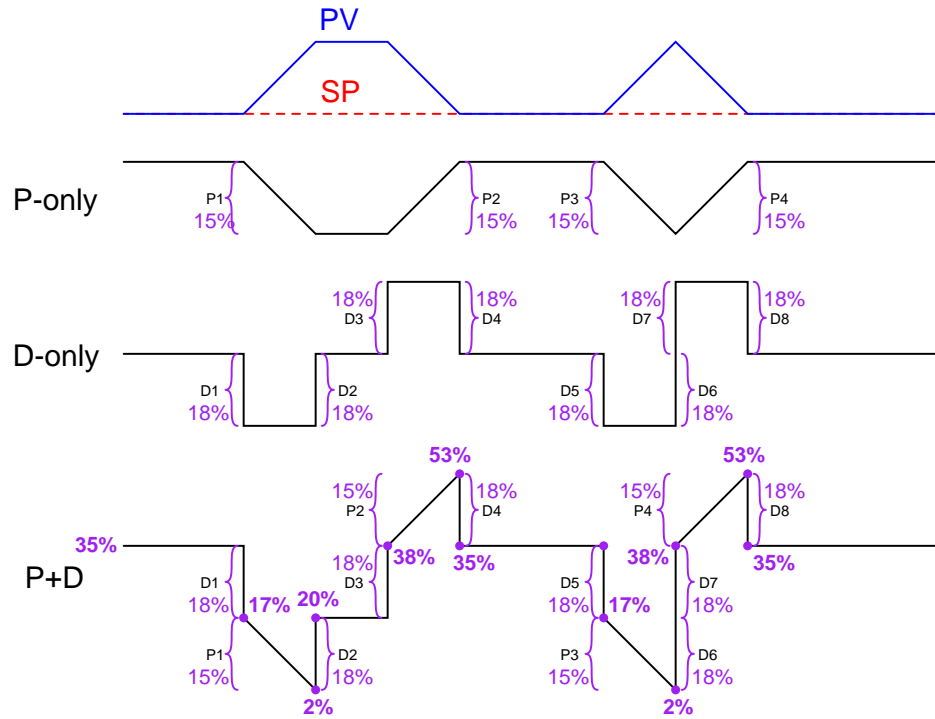 PV
SP
P-only
P1
15%
P2
15%
P3
15%
P4
15%
D-only
D1
18%
D2
18%
18%
D3
18%
D4
D5
18%
18%
D7
D6
18%
18%
D8
P+D
35%
D1
18%
17%
P1
15%
20%
D2
18%
2%
15%
P2
18%
D3
38%
53%
18%
D4
35%
D5
18%
17%
P3
15%
15%
P4
38%
D7
18%
D6
18%
2%
53%
18%
D8
35%